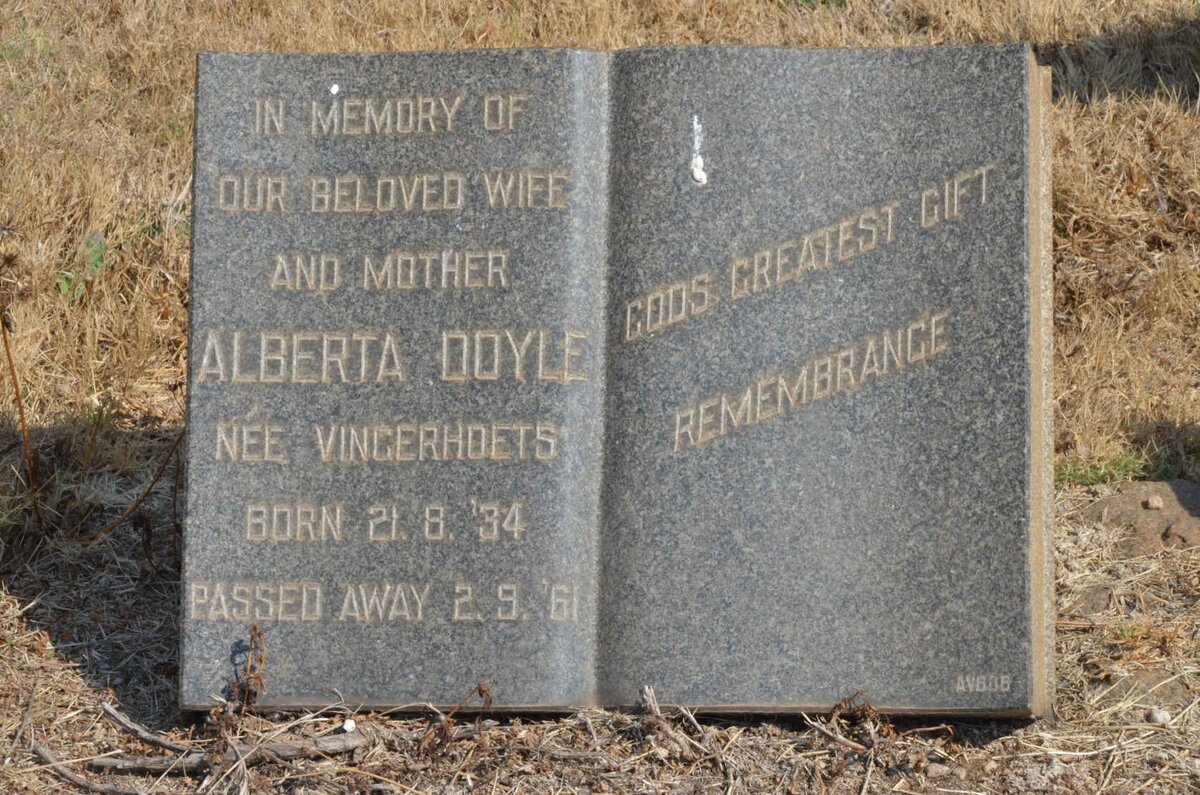 IN MEMORY OF
OUR BELOVED WIFE
AND MOTHER
ALBERTA DOYLE
NÉE VINGERHOETS
BORN 21. 8. '34
PASSED AWAY 2. 9. '61
GODS GREATEST GIFT
REMEMBRANCE